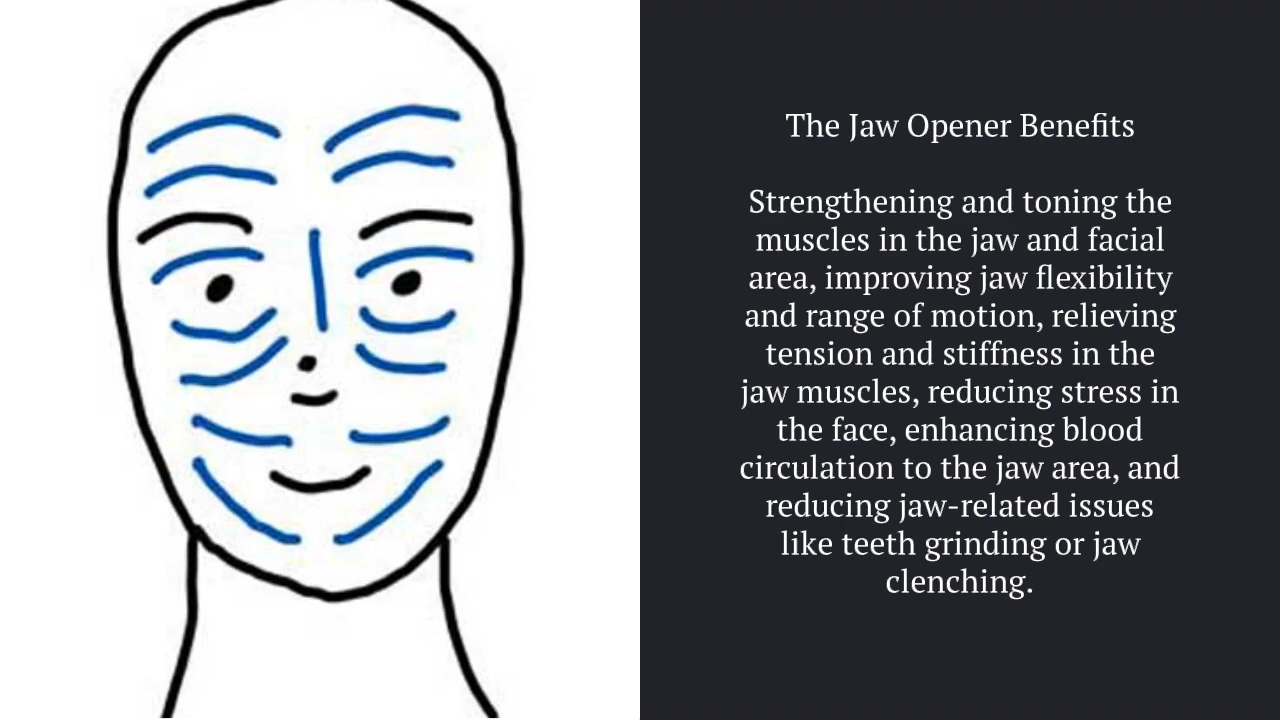 The Jaw Opener Benefits
Strengthening and toning the
muscles in the jaw and facial
area, improving jaw flexibility
and range of motion, relieving
tension and stiffness in the
jaw muscles, reducing stress in
the face, enhancing blood
circulation to the jaw area, and
reducing jaw-related issues
like teeth grinding or jaw
clenching.